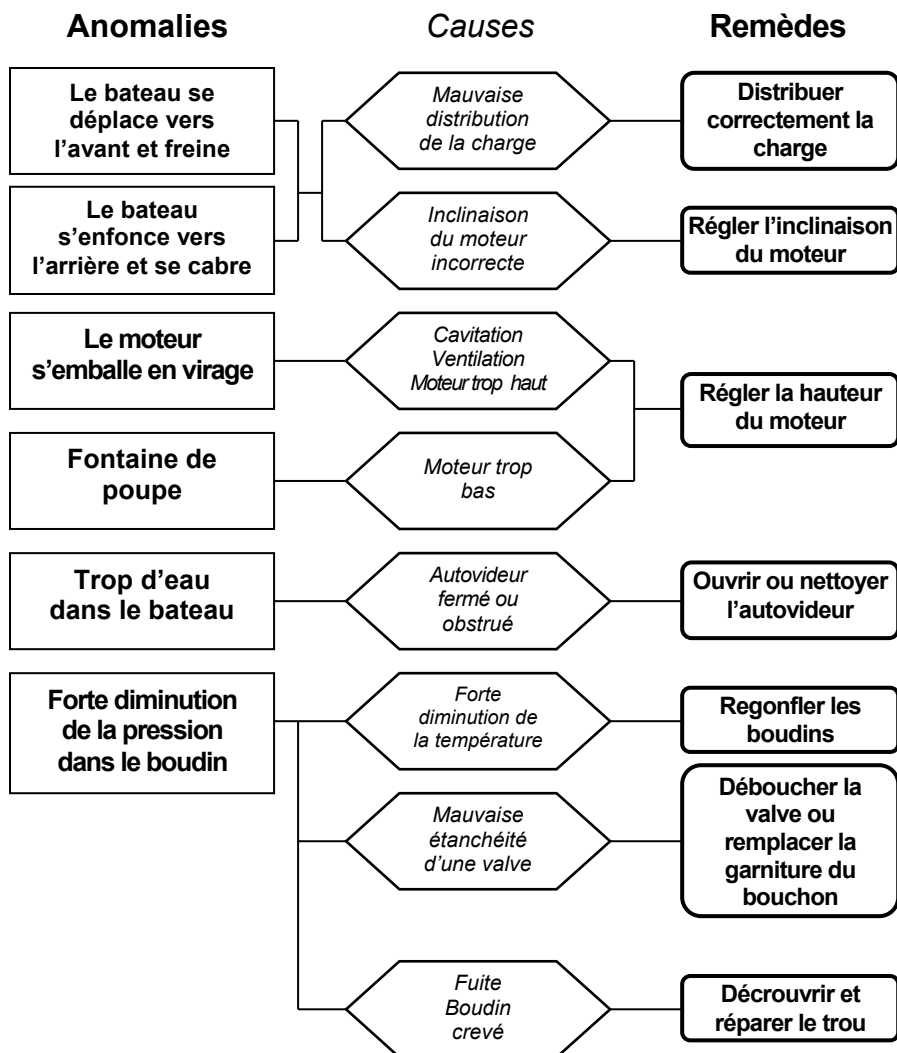 Anomalies
Causes
Remèdes
Le bateau se
déplace vers
l'avant et freine
Mauvaise
distribution
de la charge
Distribuer
correctement la
charge
Le bateau
s'enfonce vers
l'arrière et se cabre
Inclinaison
du moteur
incorrecte
Régler l'inclinaison
du moteur
Le moteur
s'emballe en virage
Cavitation
Ventilation
Moteur trop haut
Régler la hauteur
du moteur
Fontaine de
poupe
Moteur trop
bas
Trop d'eau
dans le bateau
Autovideur
fermé ou
obstrué
Ouvrir ou nettoyer
l'autovideur
Forte diminution
de la pression
dans le boudin
Forte
diminution de
la température
Regonfler les
boudins
Mauvaise
étanchéité
d'une valve
Déboucher la
valve ou
remplacer la
garniture du
bouchon
Fuite
Boudin
crevé
Décrouvrir et
réparer le trou